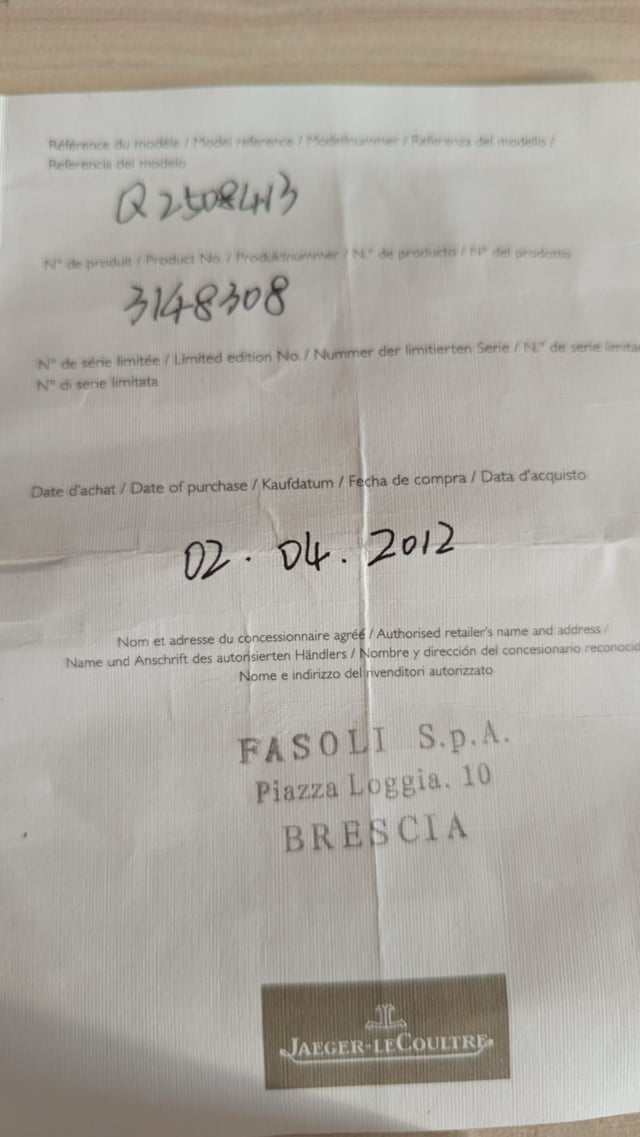 Référence du modèle / Model reference / Modellnummer / Referenza del modello /
Referencia del modelo
Q2508413
N° de produit / Product No. / Produktnummer / N.° de producto / N° del prodotto
3148308
N° de série limitée / Limited edition No. / Nummer der limitierten Serie / N.° de serie limita
N° di serie limitata
Date d'achat / Date of purchase / Kaufdatum / Fecha de compra / Data d'acquisto
02 . 04 . 2012
Nom et adresse du concessionnaire agréé / Authorised retailer's name and address /
Name und Anschrift des autorisierten Händlers / Nombre y dirección del concesionario reconocid
Nome e indirizzo del rivenditori autorizzato
FASOLI S.p.A.
Piazza Loggia, 10
BRESCIA
JAEGER-LECOULTRE